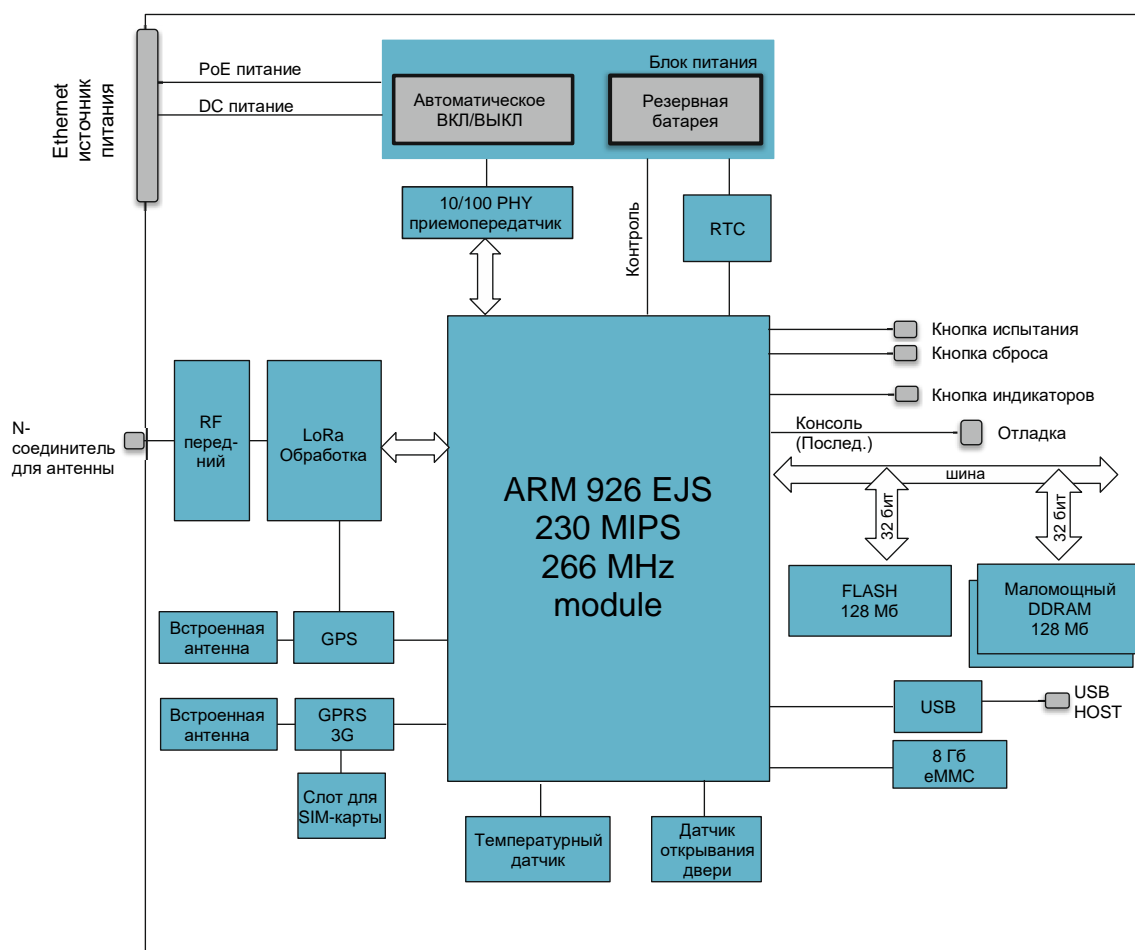 Ethernet
источник
питания
PoE питание
DC питание
Блок питания
Автоматическое
ВКЛ/ВЫКЛ
Резервная
батарея
10/100 PHY
приемопередатчик
Контроль
RTC
Кнопка испытания
Кнопка сброса
Кнопка индикаторов
Консоль
(Послед.)
Отладка
шина
32 бит
32 бит
N-
соединитель
для антенны
RF
перед-
ний
LoRa
Обработка
ARM 926 EJS
230 MIPS
266 MHz
module
FLASH
128 Мб
Маломощный
DDRAM
128 Мб
Встроенная
антенна
GPS
Встроенная
антенна
GPRS
3G
Слот для
SIM-карты
USB
USB
HOST
8 Гб
eMMC
Температурный
датчик
Датчик
открывания
двери